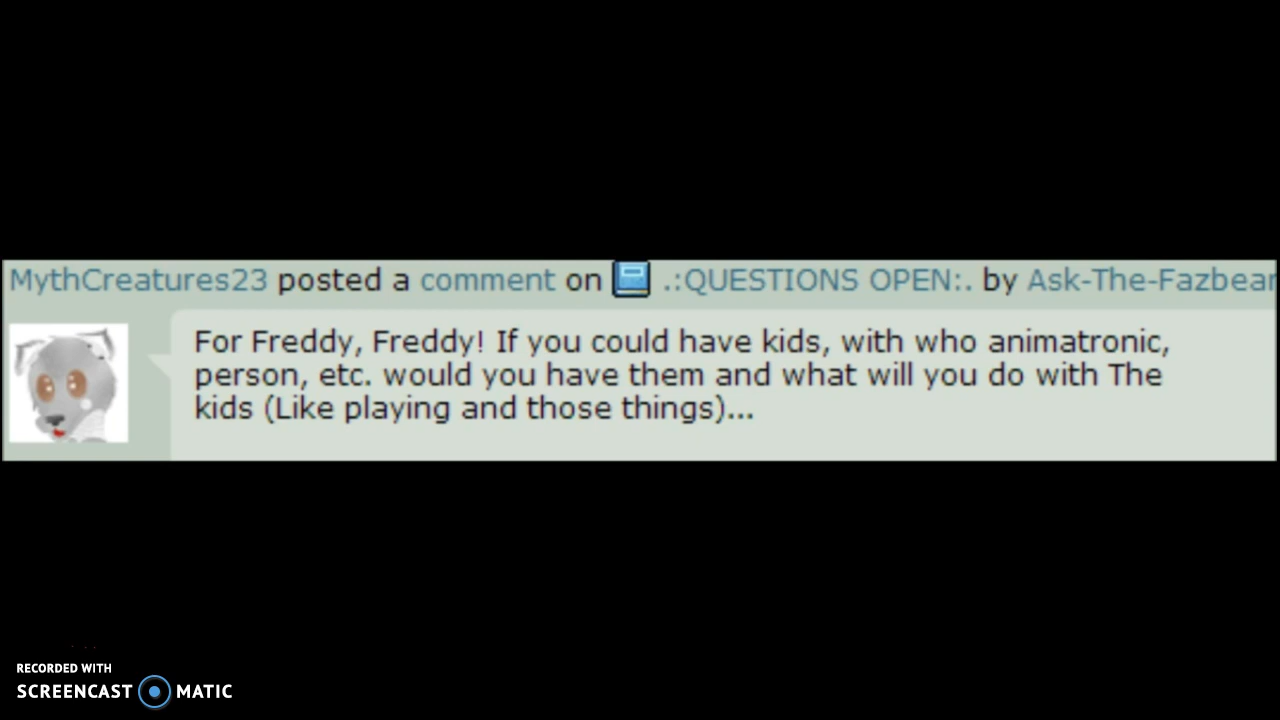 MythCreatures23 posted a comment on .:QUESTIONS OPEN:. by Ask-The-Fazbear
For Freddy, Freddy! If you could have kids, with who animatronic,
person, etc. would you have them and what will you do with The
kids (Like playing and those things)...
RECORDED WITH
SCREENCAST MATIC